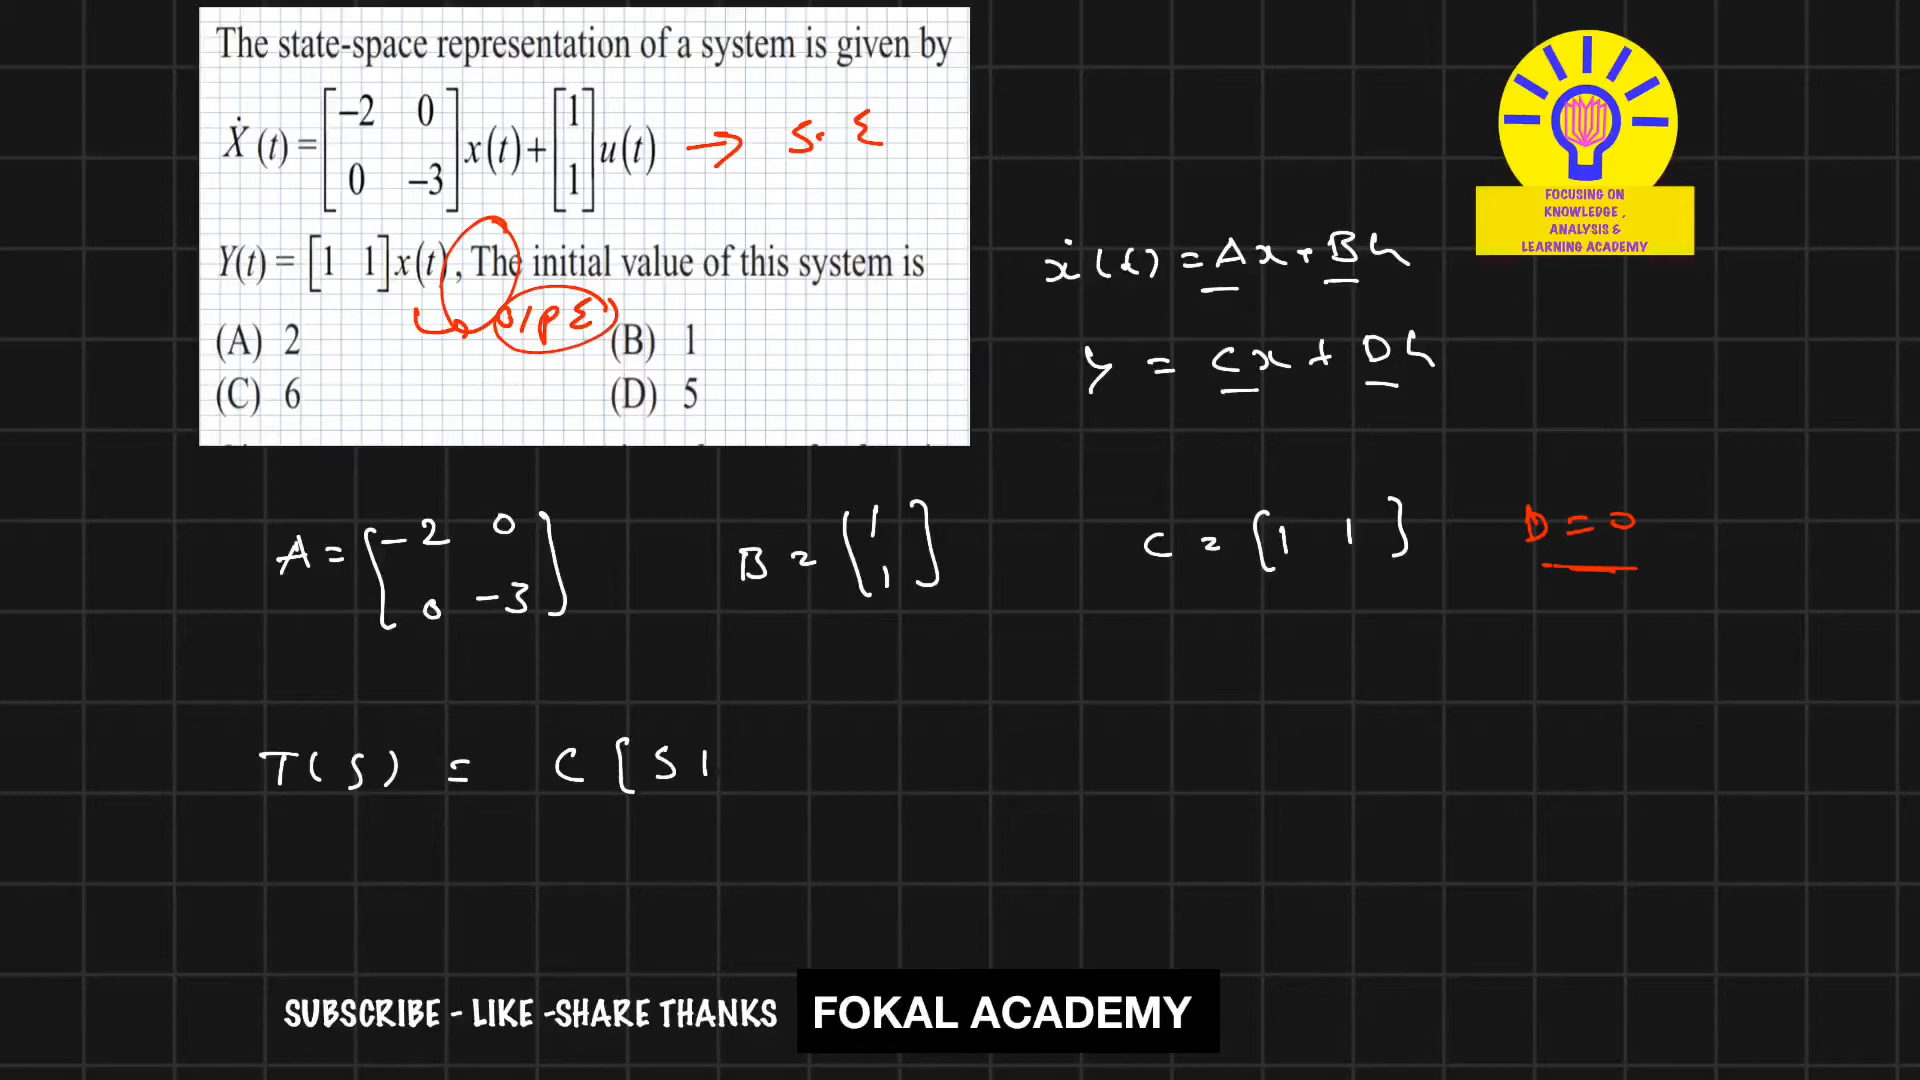 The state-space representation of a system is given by
Ẋ (t) = [−2 0 0 −3] x(t) + [1 1] u(t) → S. E
Y(t) = [1 1] x(t), The initial value of this system is
O/P E
(A) 2 (B) 1
(C) 6 (D) 5
FOCUSING ON
KNOWLEDGE ,
ANALYSIS &
LEARNING ACADEMY
ẋ(t) = Ax + Bu
y = Cx + Du
A = [−2 0 0 −3] B = [1 1] C = [1 1] D = 0
T(S) = C [SI
SUBSCRIBE - LIKE -SHARE THANKS
FOKAL ACADEMY